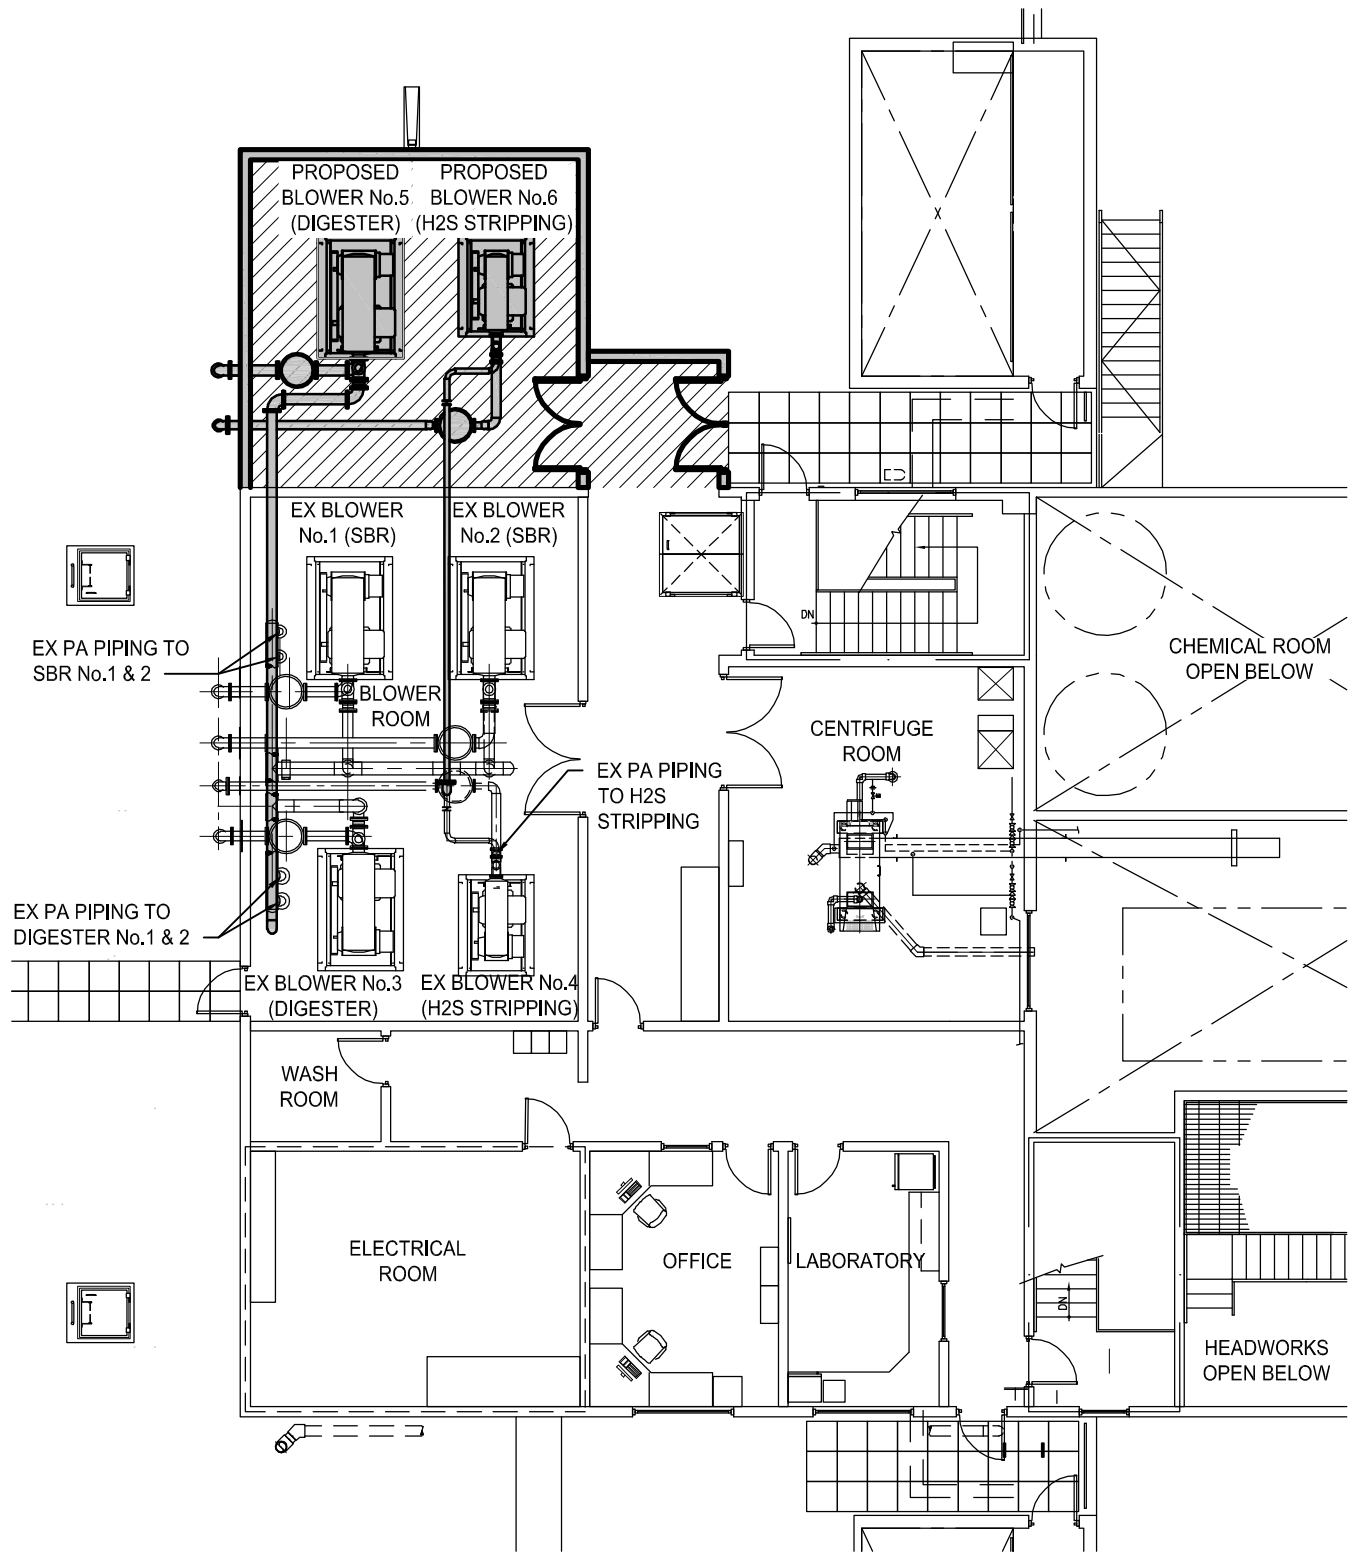 PROPOSED
BLOWER No.5
(DIGESTER)
PROPOSED
BLOWER No.6
(H2S STRIPPING)
X
EX BLOWER
No.1 (SBR)
EX BLOWER
No.2 (SBR)
DN
EX PA PIPING TO
SBR No.1 & 2
CHEMICAL ROOM
OPEN BELOW
BLOWER
ROOM
CENTRIFUGE
ROOM
EX PA PIPING
TO H2S
STRIPPING
EX PA PIPING TO
DIGESTER No.1 & 2
EX BLOWER No.3
(DIGESTER)
EX BLOWER No.4
(H2S STRIPPING)
WASH
ROOM
ELECTRICAL
ROOM
OFFICE
LABORATORY
DN
HEADWORKS
OPEN BELOW